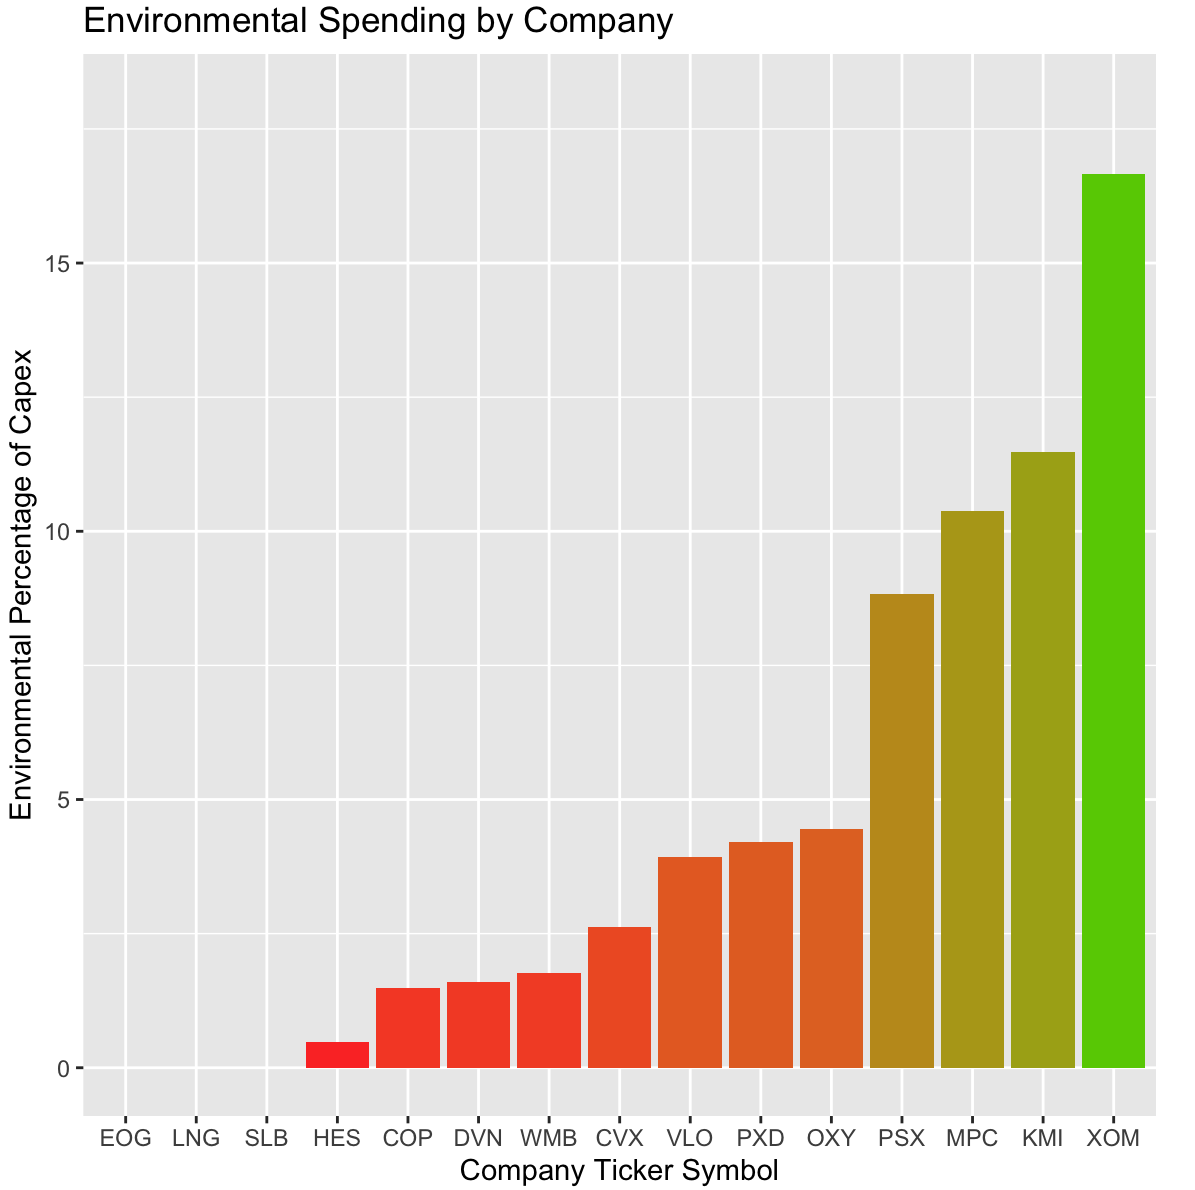 Environmental Spending by Company
Environmental Percentage of Capex
15
10
5
0
EOG LNG SLB HES COP DVN WMB CVX VLO PXD OXY PSX MPC KMI XOM
Company Ticker Symbol